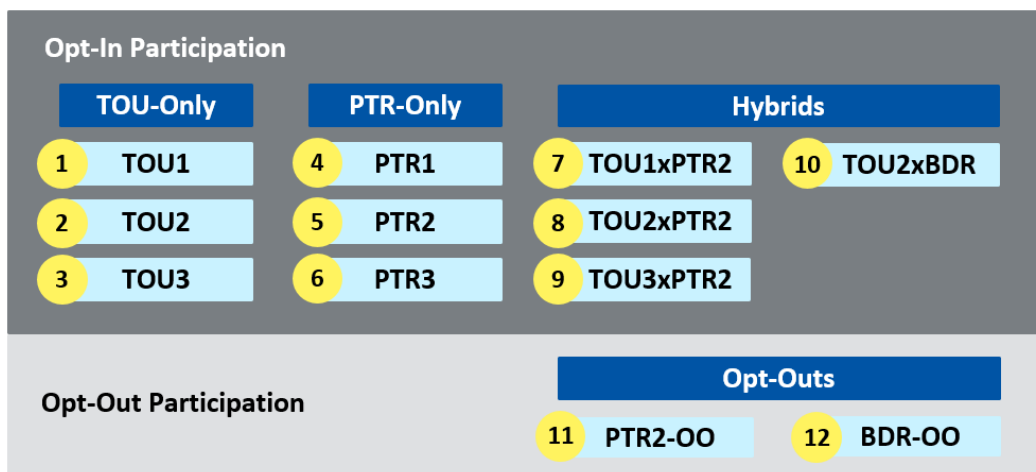 Opt-In Participation
TOU-Only
PTR-Only
Hybrids
1 TOU1
4 PTR1
7 TOU1xPTR2
10 TOU2xBDR
2 TOU2
5 PTR2
8 TOU2xPTR2
3 TOU3
6 PTR3
9 TOU3xPTR2
Opt-Out Participation
Opt-Outs
11 PTR2-OO
12 BDR-OO